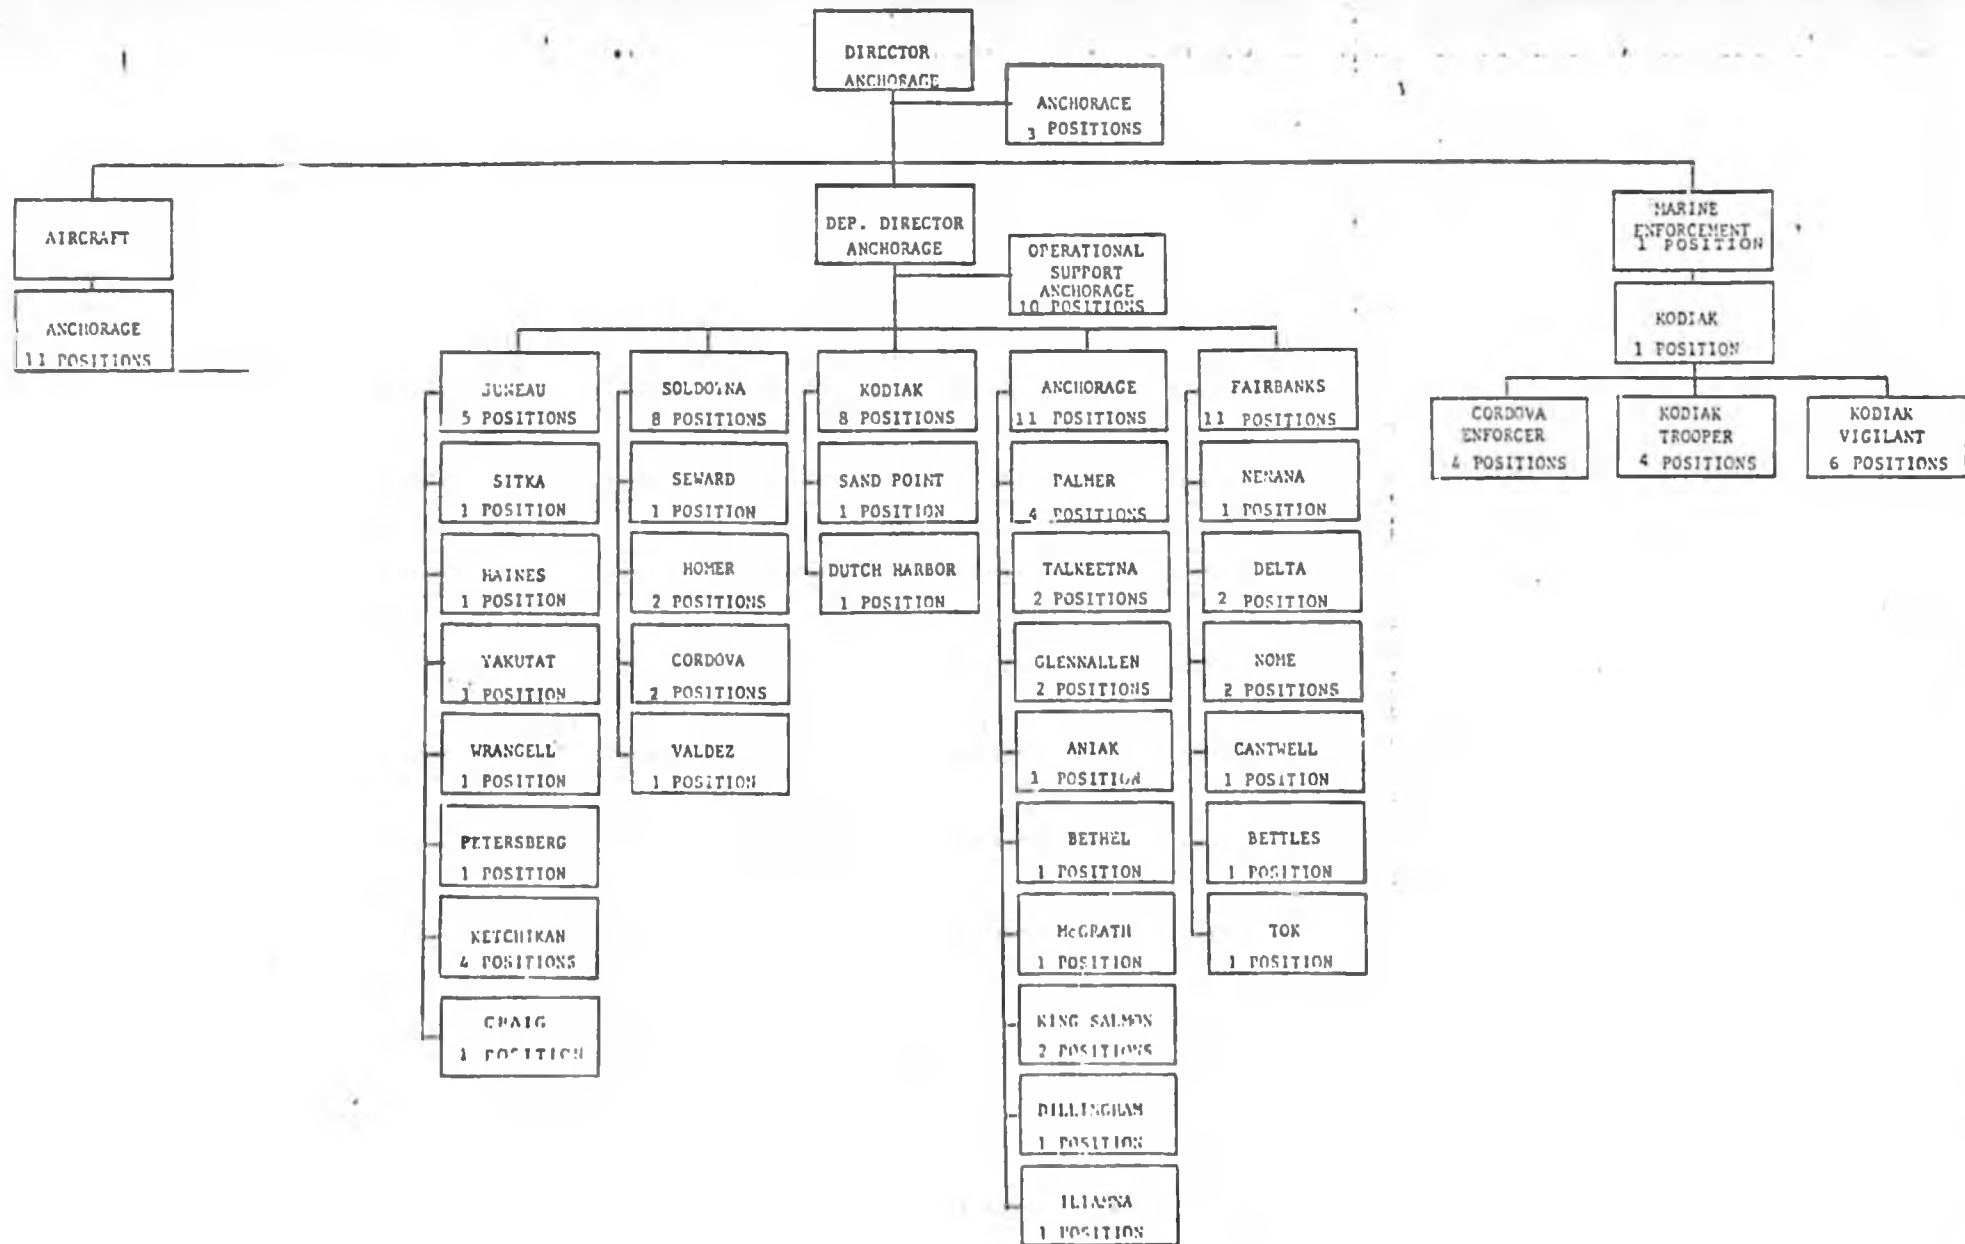 DIRECTOR
ANCHORAGE
ANCHORAGE
3 POSITIONS
AIRCRAFT
ANCHORAGE
11 POSITIONS
DEP. DIRECTOR
ANCHORAGE
OPERATIONAL
SUPPORT
ANCHORAGE
10 POSITIONS
MARINE
ENFORCEMENT
1 POSITION
KODIAK
1 POSITION
CORDOVA
ENFORCER
4 POSITIONS
KODIAK
TROOPER
4 POSITIONS
KODIAK
VIGILANT
6 POSITIONS
JUNEAU
5 POSITIONS
SITKA
1 POSITION
HAINES
1 POSITION
YAKUTAT
1 POSITION
WRANGELL
1 POSITION
PETERSBERG
1 POSITION
KETCHIKAN
4 POSITIONS
CRAIG
1 POSITION
SOLDOTNA
8 POSITIONS
SEWARD
1 POSITION
HOMER
2 POSITIONS
CORDOVA
2 POSITIONS
VALDEZ
1 POSITION
KODIAK
8 POSITIONS
SAND POINT
1 POSITION
DUTCH HARBOR
1 POSITION
ANCHORAGE
11 POSITIONS
PALMER
4 POSITIONS
TALKEETNA
2 POSITIONS
GLENNALLEN
2 POSITIONS
ANIAK
1 POSITION
BETHEL
1 POSITION
McGRATH
1 POSITION
KING SALMON
2 POSITIONS
DILLINGHAM
1 POSITION
ILIAMNA
1 POSITION
FAIRBANKS
11 POSITIONS
NENANA
1 POSITION
DELTA
2 POSITION
NOME
2 POSITIONS
CANTWELL
1 POSITION
BETTLES
1 POSITION
TOK
1 POSITION